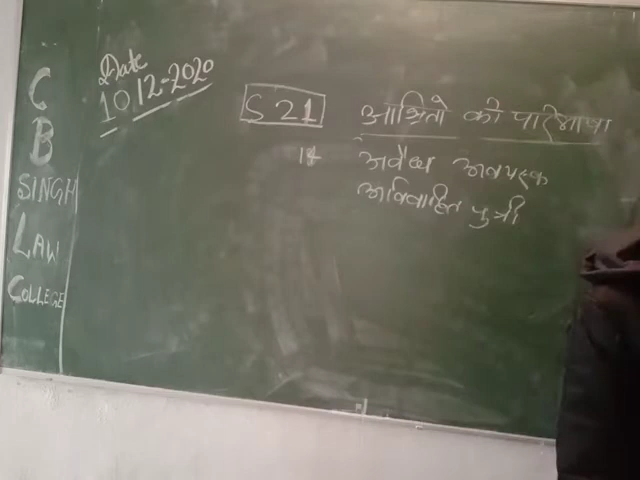 C
B
SINGH
LAW
COLLEGE
Date
10.12-2020
S 21 आश्रितो की परिभाषा
अवैध अवयस्क
अविवाहित पुत्री